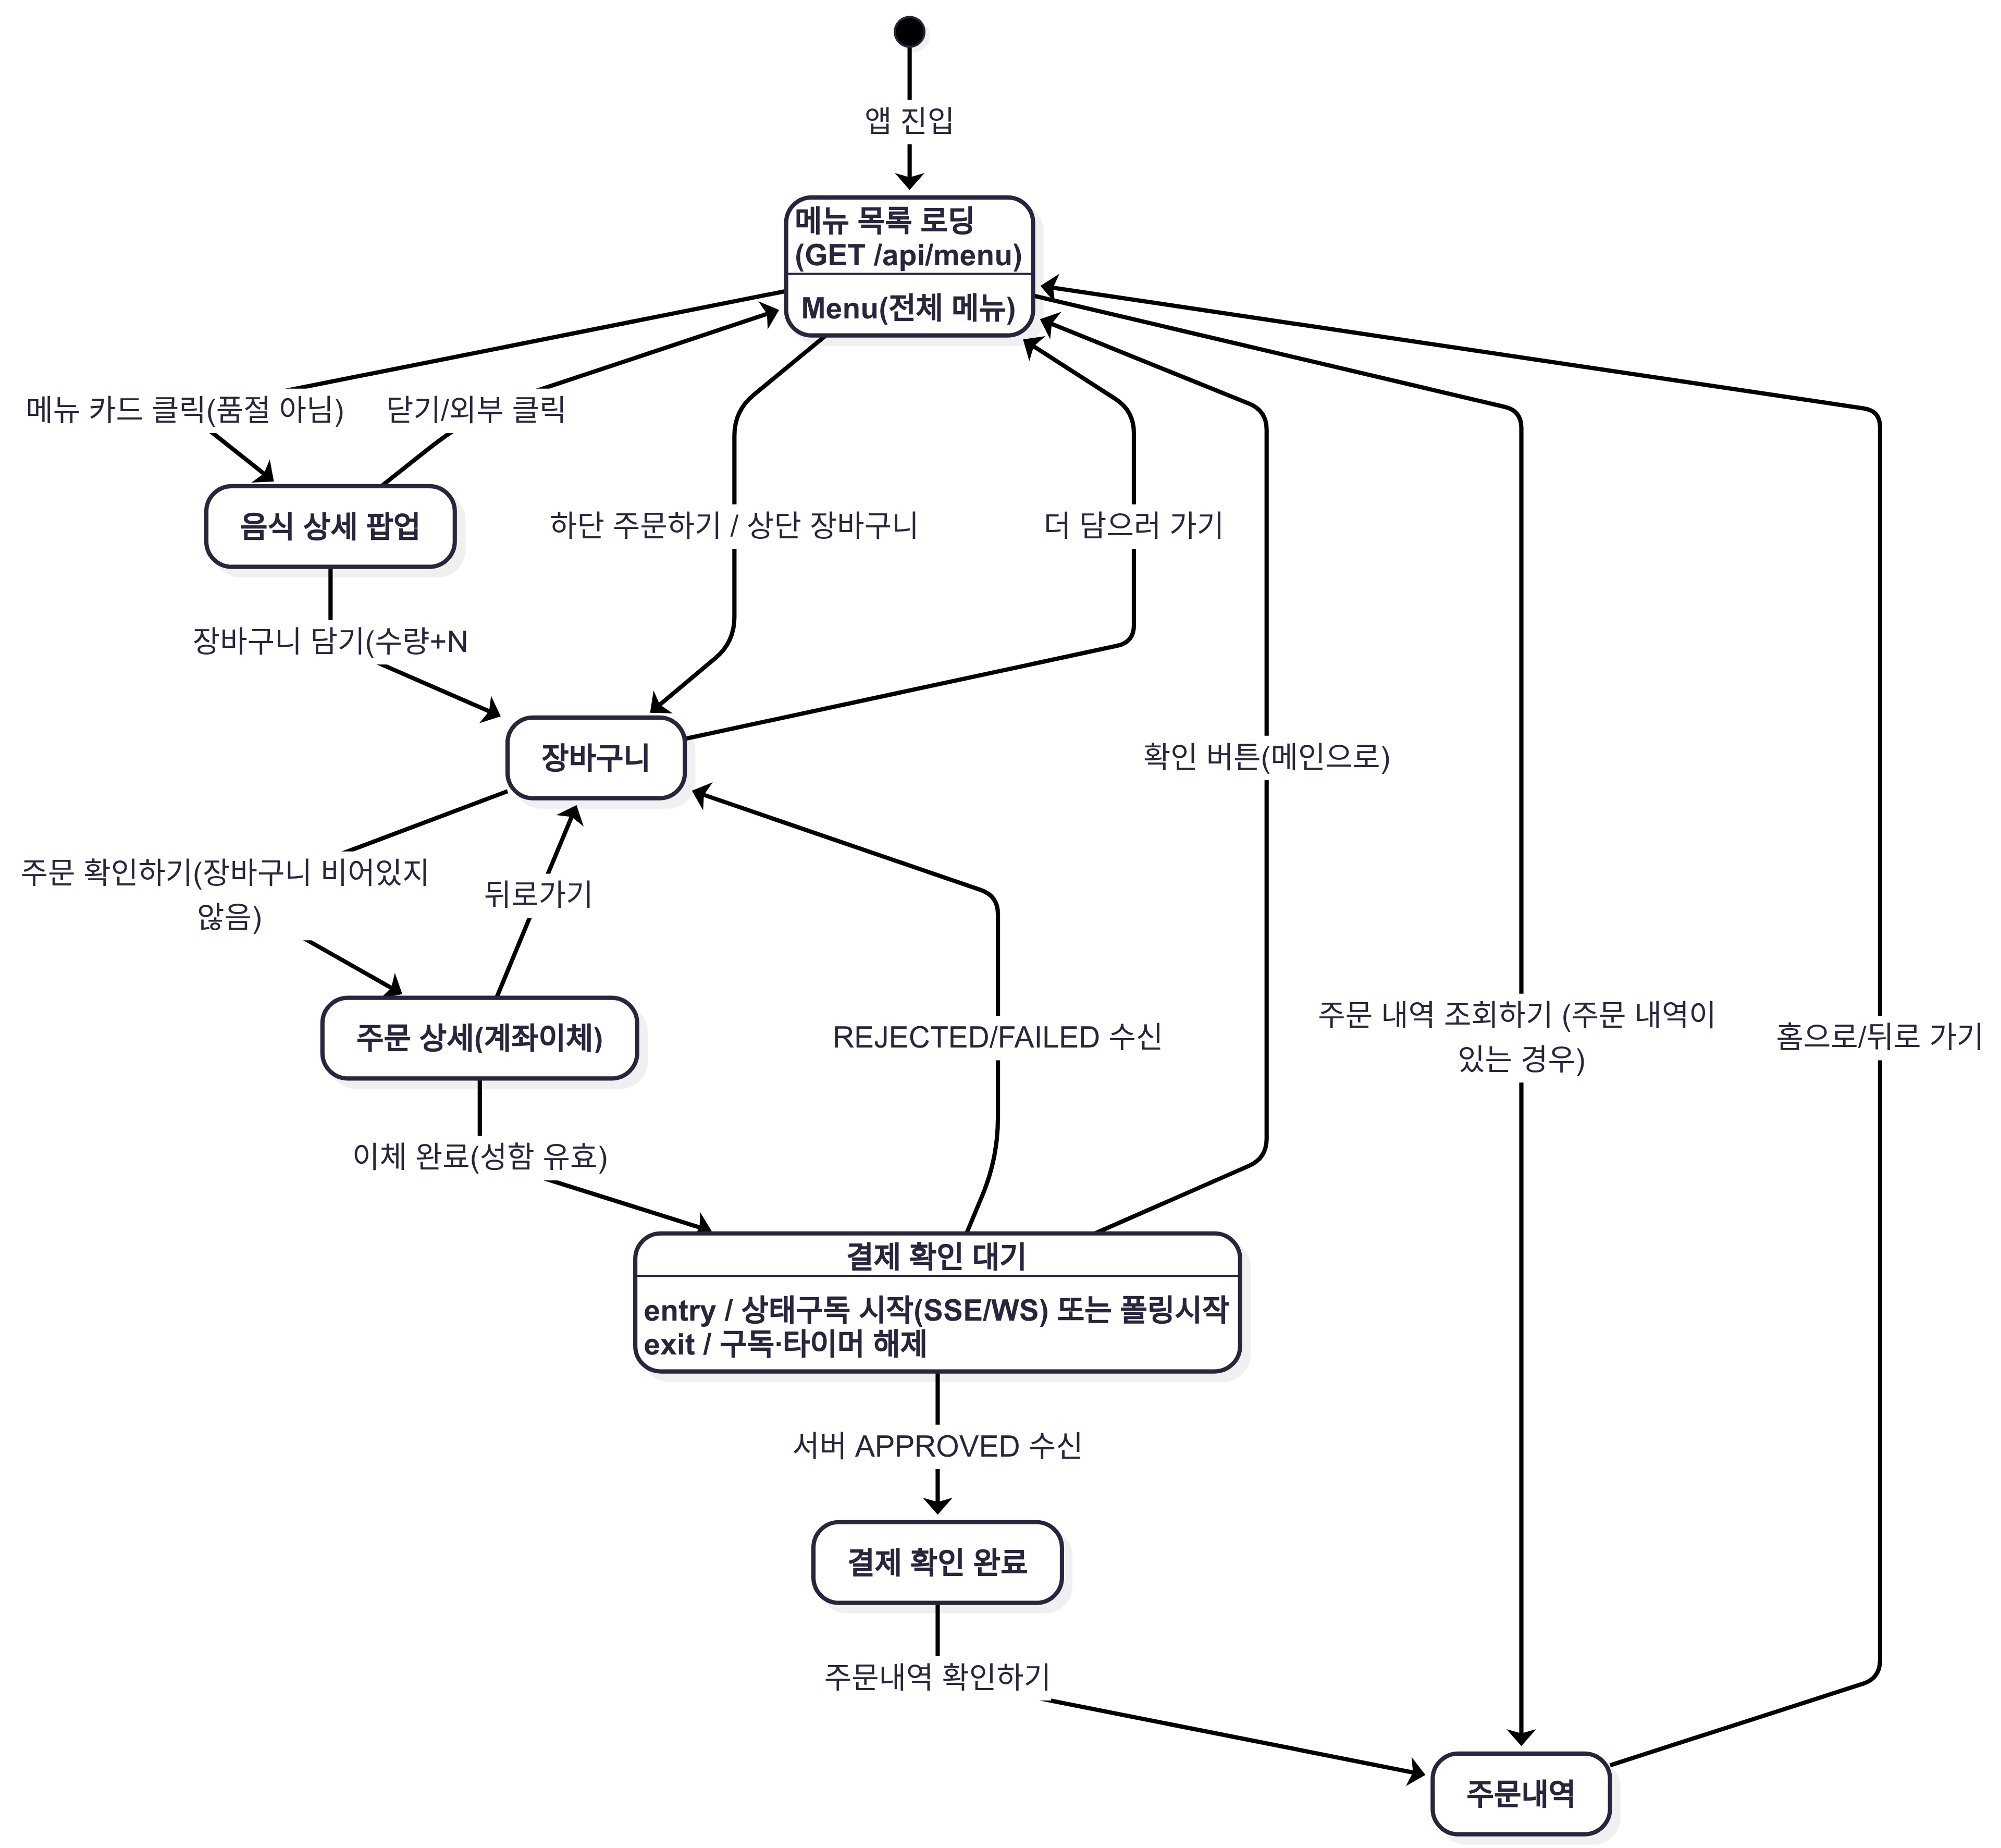 앱 진입
메뉴 목록 로딩
(GET /api/menu)
Menu(전체 메뉴)
메뉴 카드 클릭(품절 아님)
닫기/외부 클릭
음식 상세 팝업
하단 주문하기 / 상단 장바구니
더 담으러 가기
장바구니 담기(수량+N
장바구니
확인 버튼(메인으로)
주문 확인하기(장바구니 비어있지
않음)
뒤로가기
주문 상세(계좌이체)
REJECTED/FAILED 수신
주문 내역 조회하기 (주문 내역이
있는 경우)
홈으로/뒤로 가기
이체 완료(성함 유효)
결제 확인 대기
entry / 상태구독 시작(SSE/WS) 또는 폴링시작
exit / 구독·타이머 해제
서버 APPROVED 수신
결제 확인 완료
주문내역 확인하기
주문내역